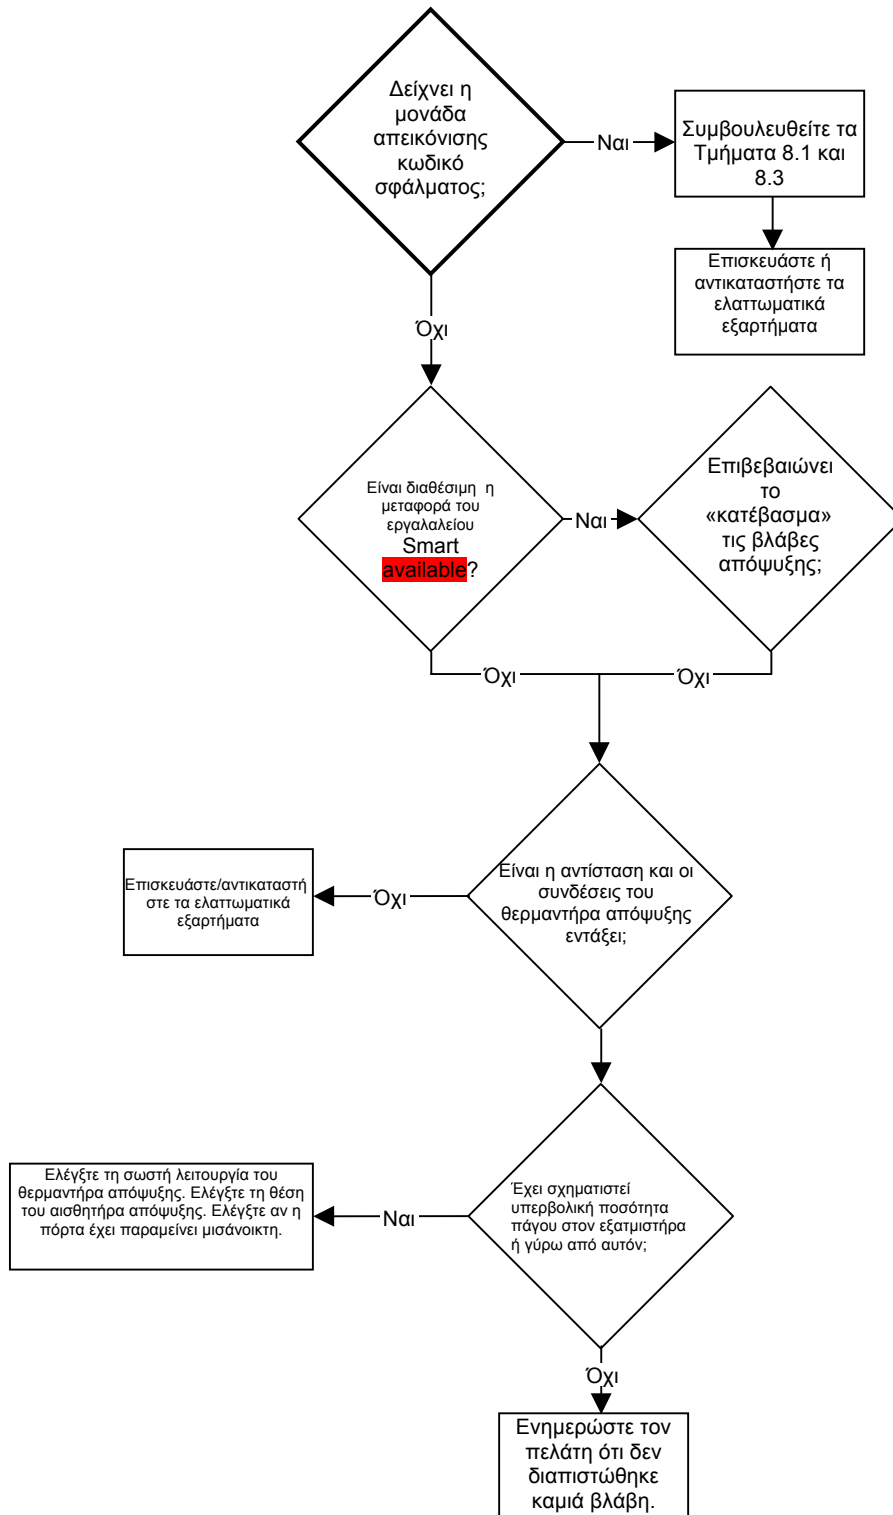 Δείχνει η
μονάδα
απεικόνισης
κωδικό
σφάλματος;
Ναι
Συμβουλευθείτε τα
Τμήματα 8.1 και
8.3
Επισκευάστε ή
αντικαταστήστε τα
ελαττωματικά
εξαρτήματα
Όχι
Είναι διαθέσιμη η
μεταφορά του
εργαλαλείου
Smart
available?
Ναι
Επιβεβαιώνει
το
«κατέβασμα»
τις βλάβες
απόψυξης;
Όχι
Όχι
Είναι η αντίσταση και οι
συνδέσεις του
θερμαντήρα απόψυξης
εντάξει;
Όχι
Επισκευάστε/αντικαταστή
στε τα ελαττωματικά
εξαρτήματα
Έχει σχηματιστεί
υπερβολική ποσότητα
πάγου στον εξατμιστήρα
ή γύρω από αυτόν;
Ναι
Ελέγξτε τη σωστή λειτουργία του
θερμαντήρα απόψυξης. Ελέγξτε τη θέση
του αισθητήρα απόψυξης. Ελέγξτε αν η
πόρτα έχει παραμείνει μισάνοικτη.
Όχι
Ενημερώστε τον
πελάτη ότι δεν
διαπιστώθηκε
καμιά βλάβη.